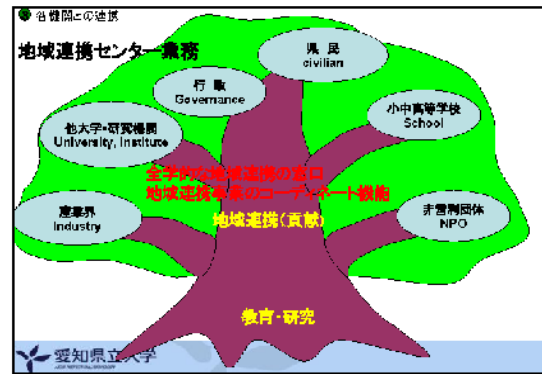 各機関との連携
地域連携センター業務
県民
civilian
行政
Governance
小中高等学校
School
他大学・研究機関
University, Institute
全学的な地域連携の窓口
地域連携事業のコーディネート機能
産業界
Industry
地域連携(貢献)
非営利団体
NPO
教育・研究
愛知県立大学